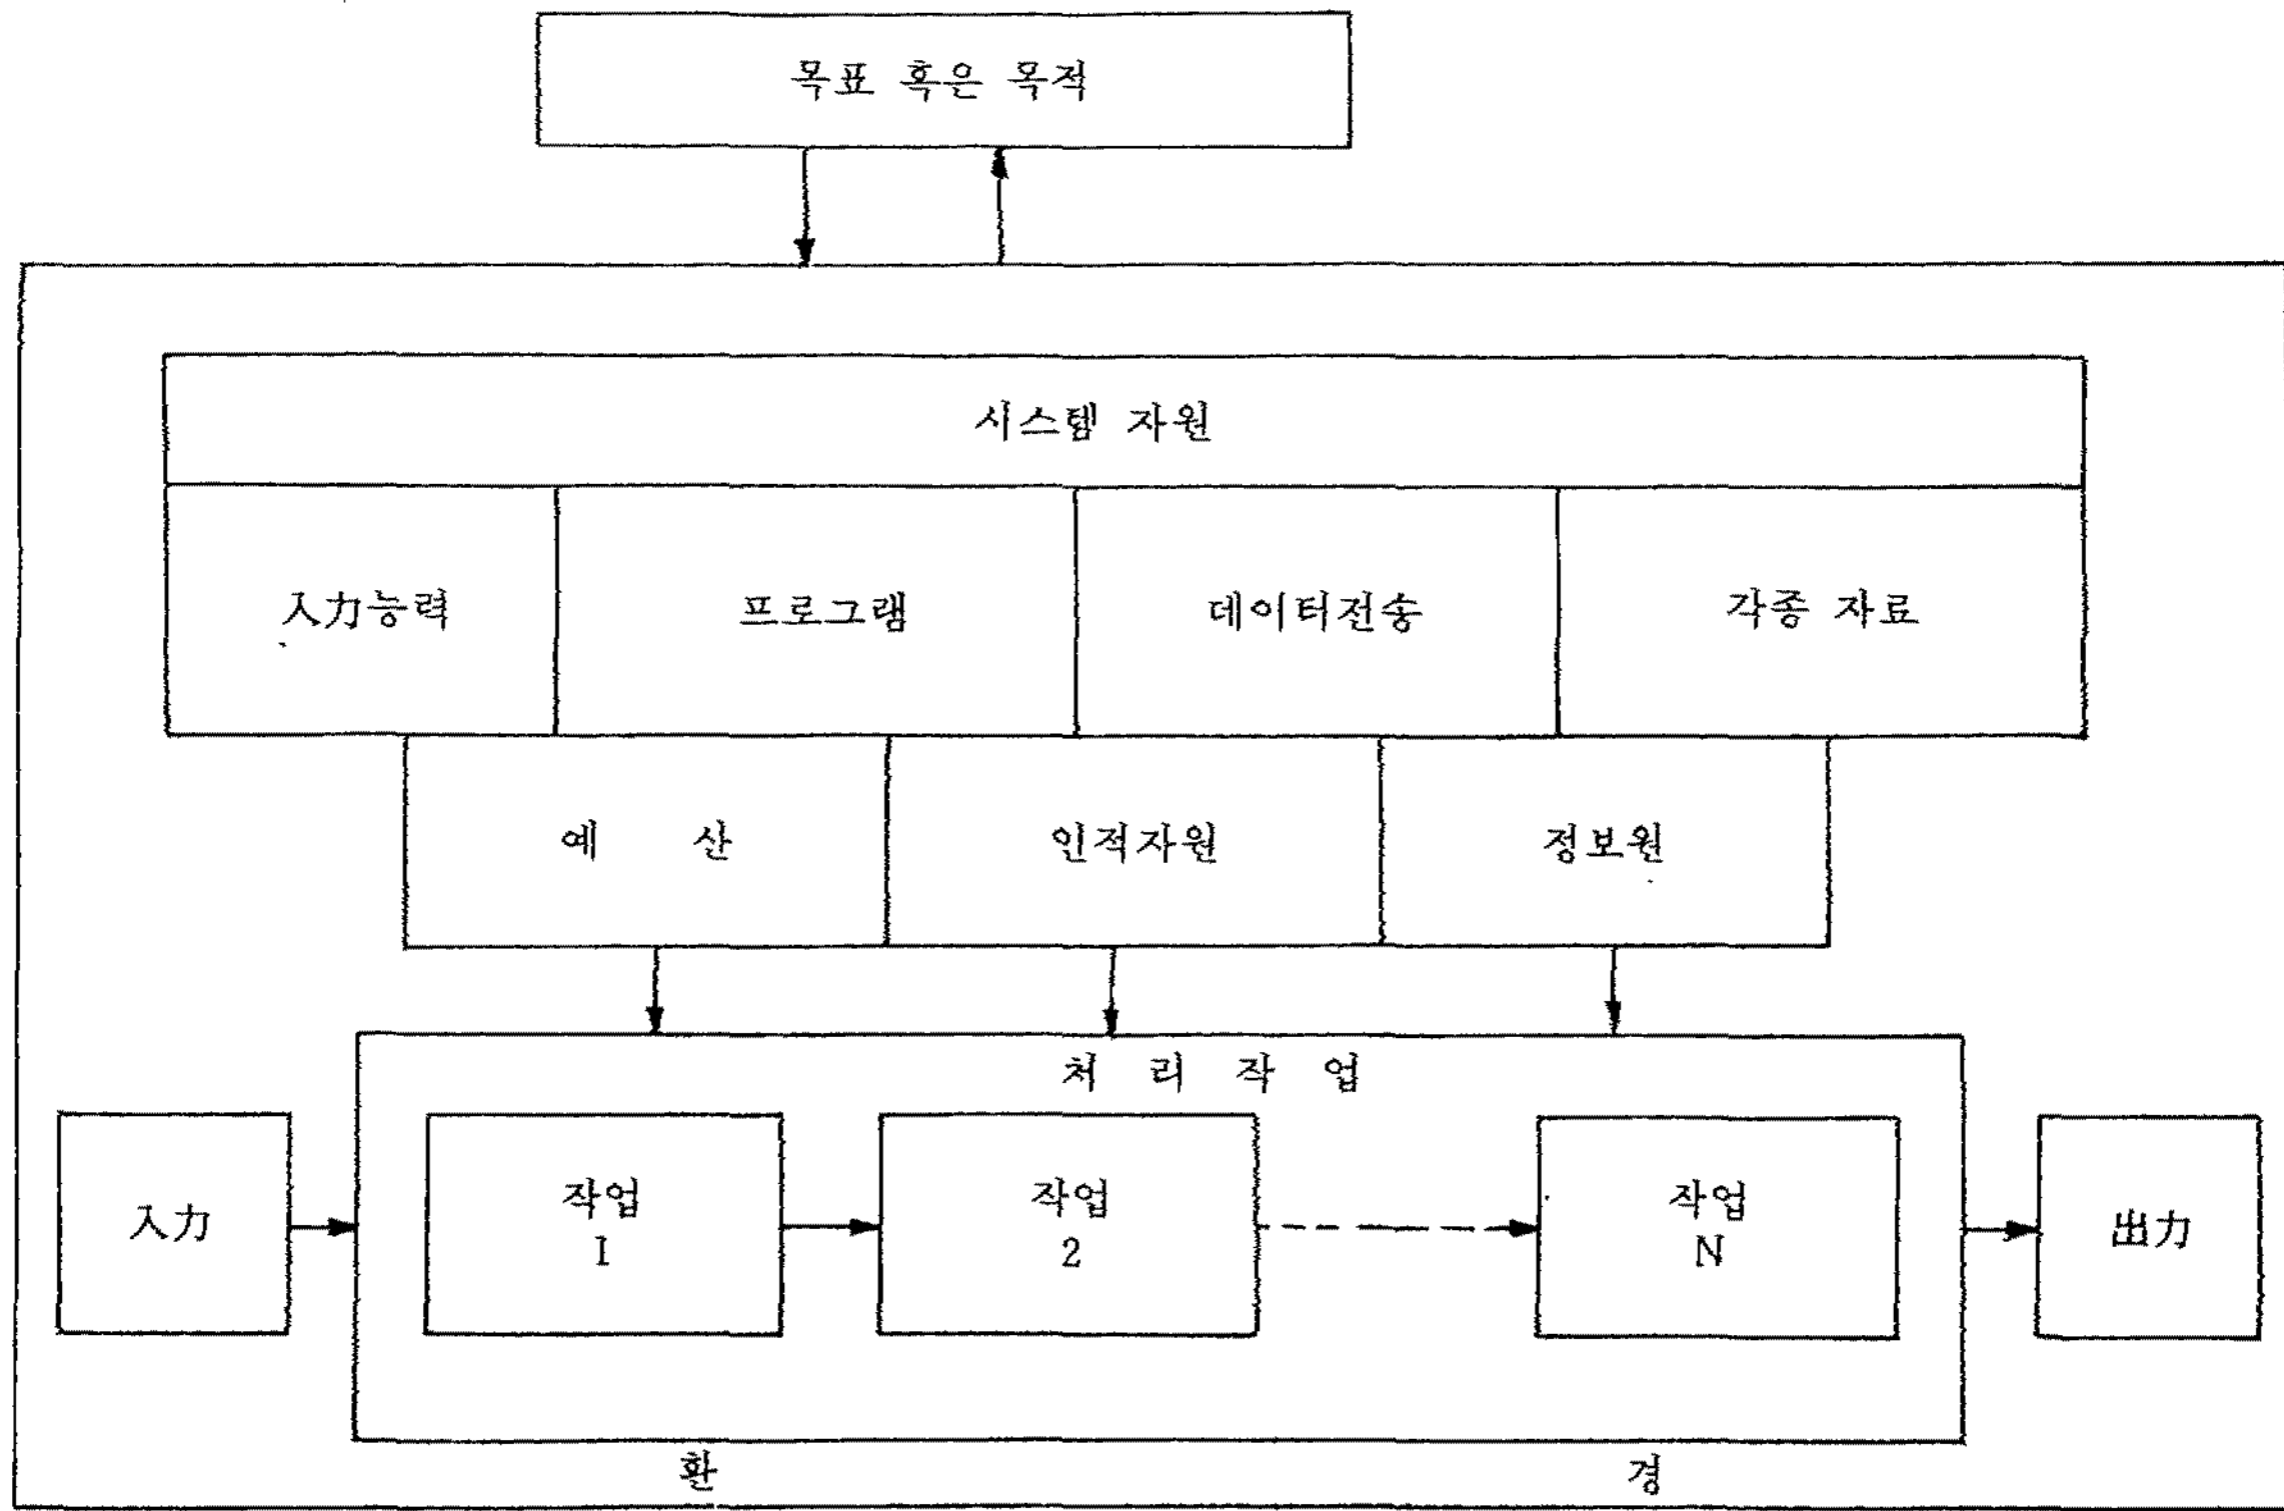 목표 혹은 목적
시스템 자원
入力능력 프로그램 데이터전송 각종 자료
예 산 인적자원 정보원
처 리 작 업
入力
작업
1
작업
2
작업
N
出力
환 경